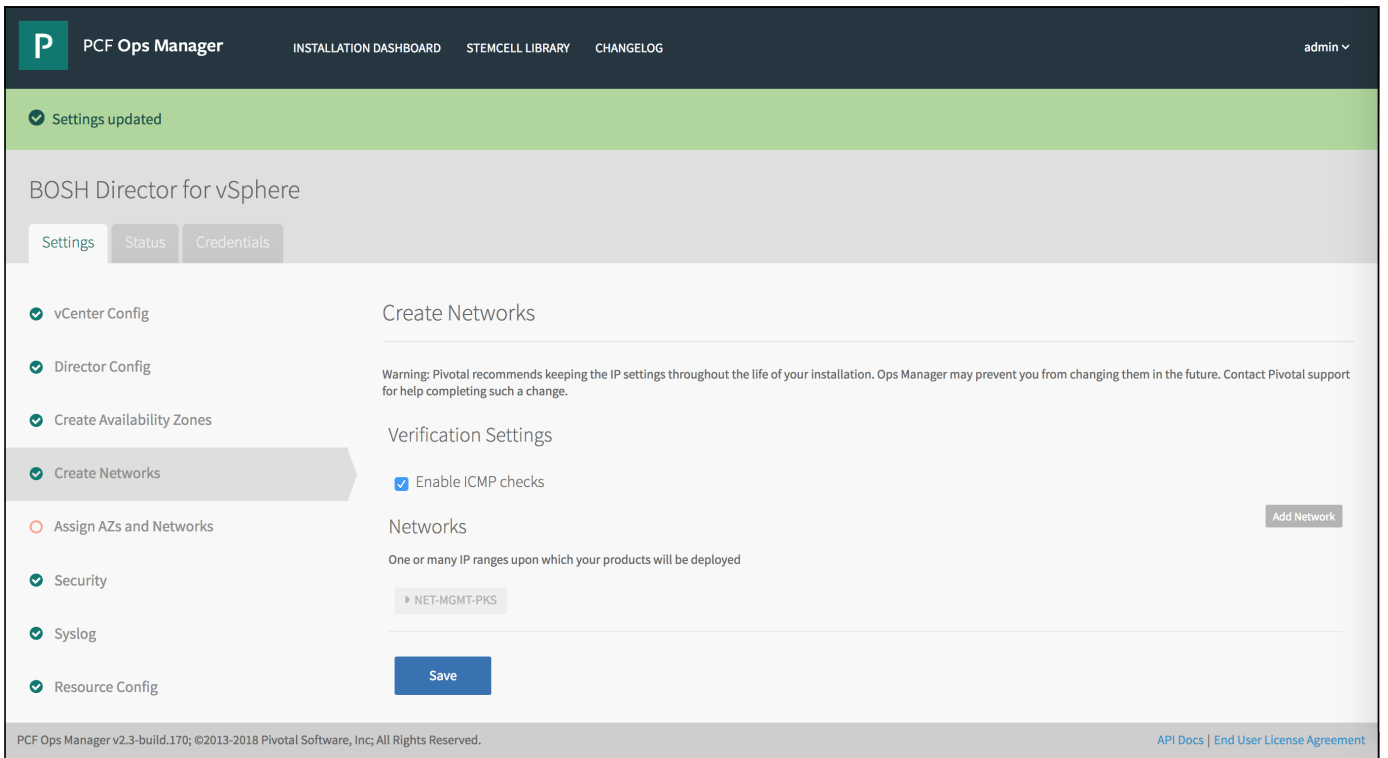 P
PCF Ops Manager
INSTALLATION DASHBOARD
STEMCELL LIBRARY
CHANGELOG
admin
Settings updated
BOSH Director for vSphere
Settings
Status
Credentials
vCenter Config
Director Config
Create Availability Zones
Create Networks
Assign AZs and Networks
Security
Syslog
Resource Config
Create Networks
Warning: Pivotal recommends keeping the IP settings throughout the life of your installation. Ops Manager may prevent you from changing them in the future. Contact Pivotal support
for help completing such a change.
Verification Settings
Enable ICMP checks
Networks
Add Network
One or many IP ranges upon which your products will be deployed
NET-MGMT-PKS
Save
PCF Ops Manager v2.3-build.170; ©2013-2018 Pivotal Software, Inc; All Rights Reserved.
API Docs | End User License Agreement